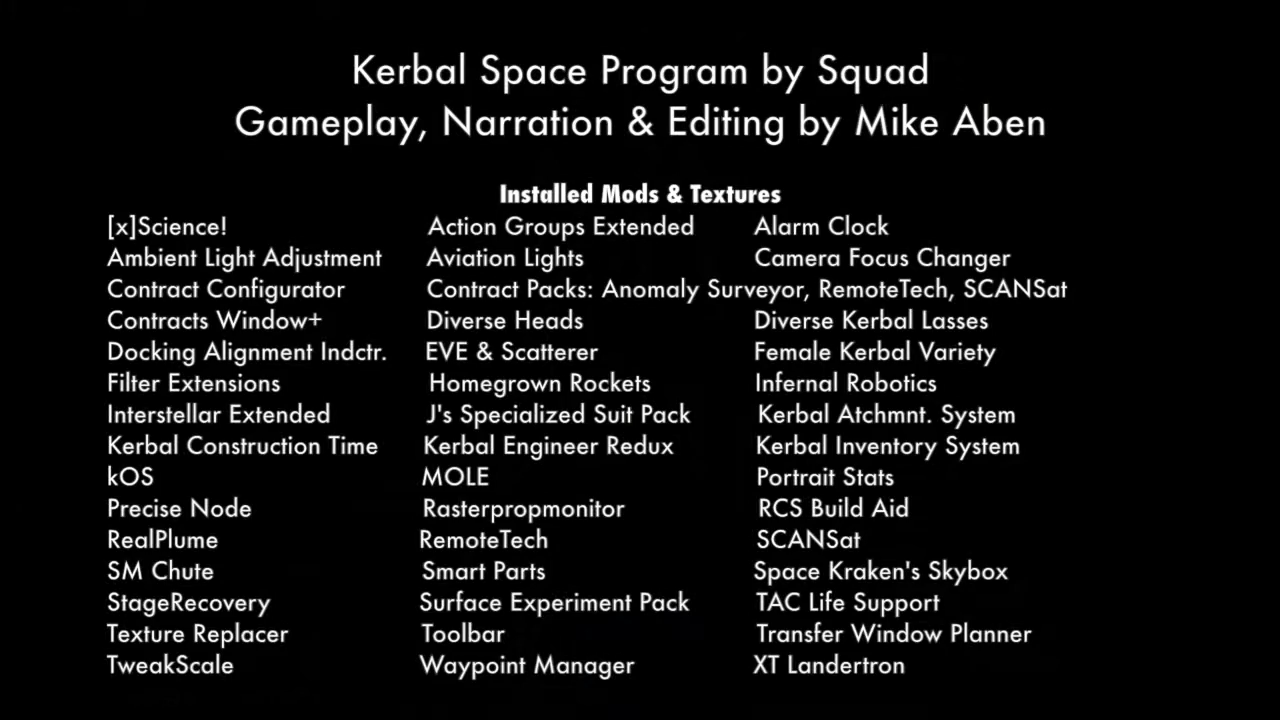 Kerbal Space Program by Squad
Gameplay, Narration & Editing by Mike Aben
Installed Mods & Textures
[x]Science! Action Groups Extended Alarm Clock
Ambient Light Adjustment Aviation Lights Camera Focus Changer
Contract Configurator Contract Packs: Anomaly Surveyor, RemoteTech, SCANSat
Contracts Window+ Diverse Heads Diverse Kerbal Lasses
Docking Alignment Indctr. EVE & Scatterer Female Kerbal Variety
Filter Extensions Homegrown Rockets Infernal Robotics
Interstellar Extended J's Specialized Suit Pack Kerbal Atchmnt. System
Kerbal Construction Time Kerbal Engineer Redux Kerbal Inventory System
kOS MOLE Portrait Stats
Precise Node Rasterpropmonitor RCS Build Aid
RealPlume RemoteTech SCANSat
SM Chute Smart Parts Space Kraken's Skybox
StageRecovery Surface Experiment Pack TAC Life Support
Texture Replacer Toolbar Transfer Window Planner
TweakScale Waypoint Manager XT Landertron